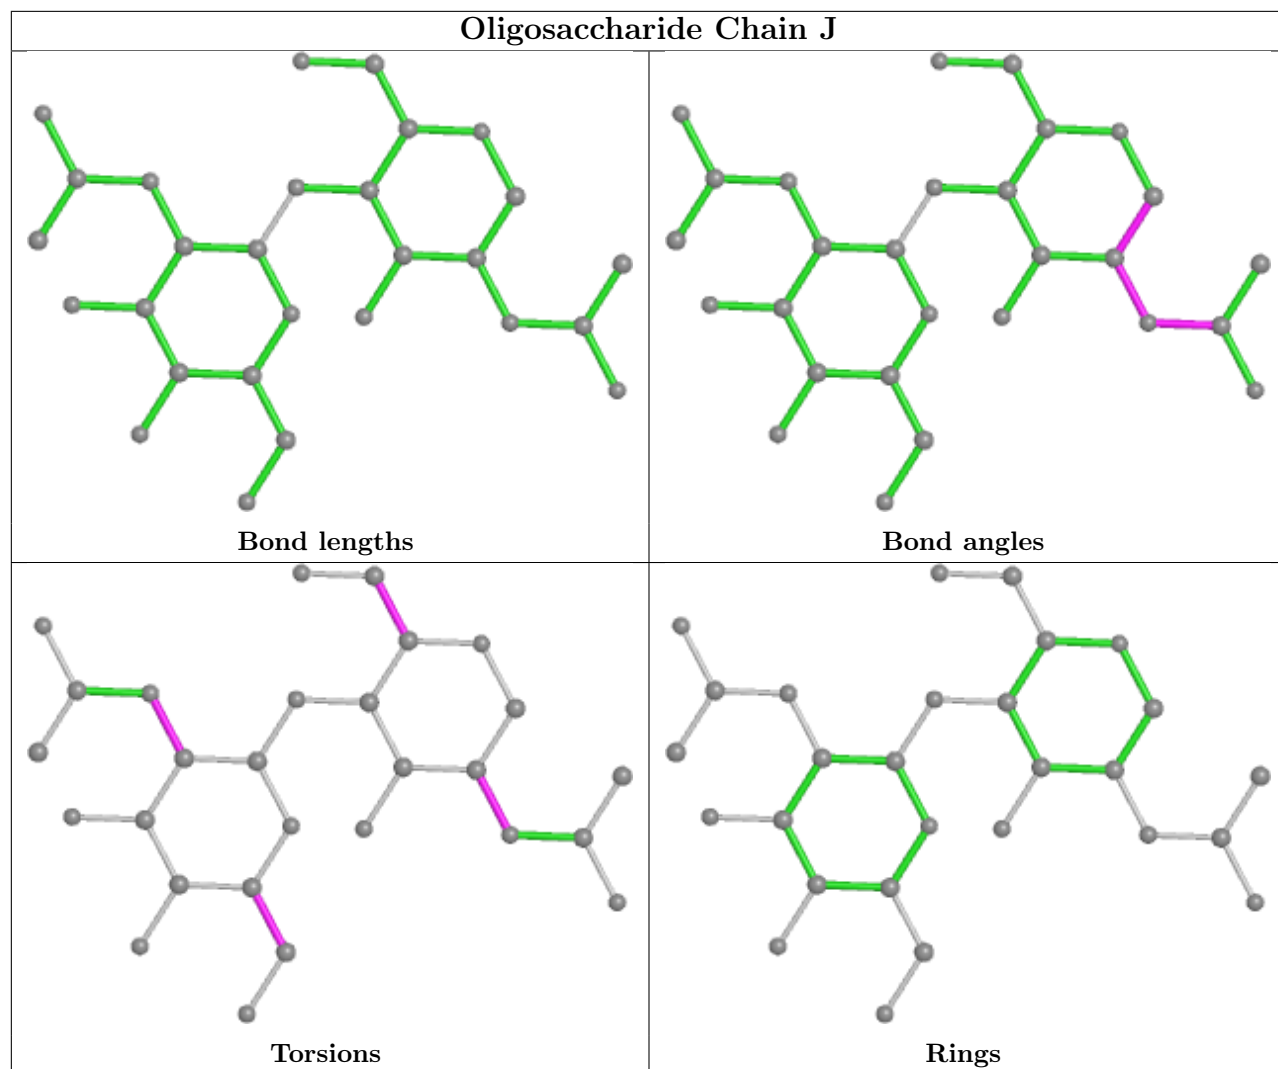 Oligosaccharide Chain J
Bond lengths
Bond angles
Torsions
Rings